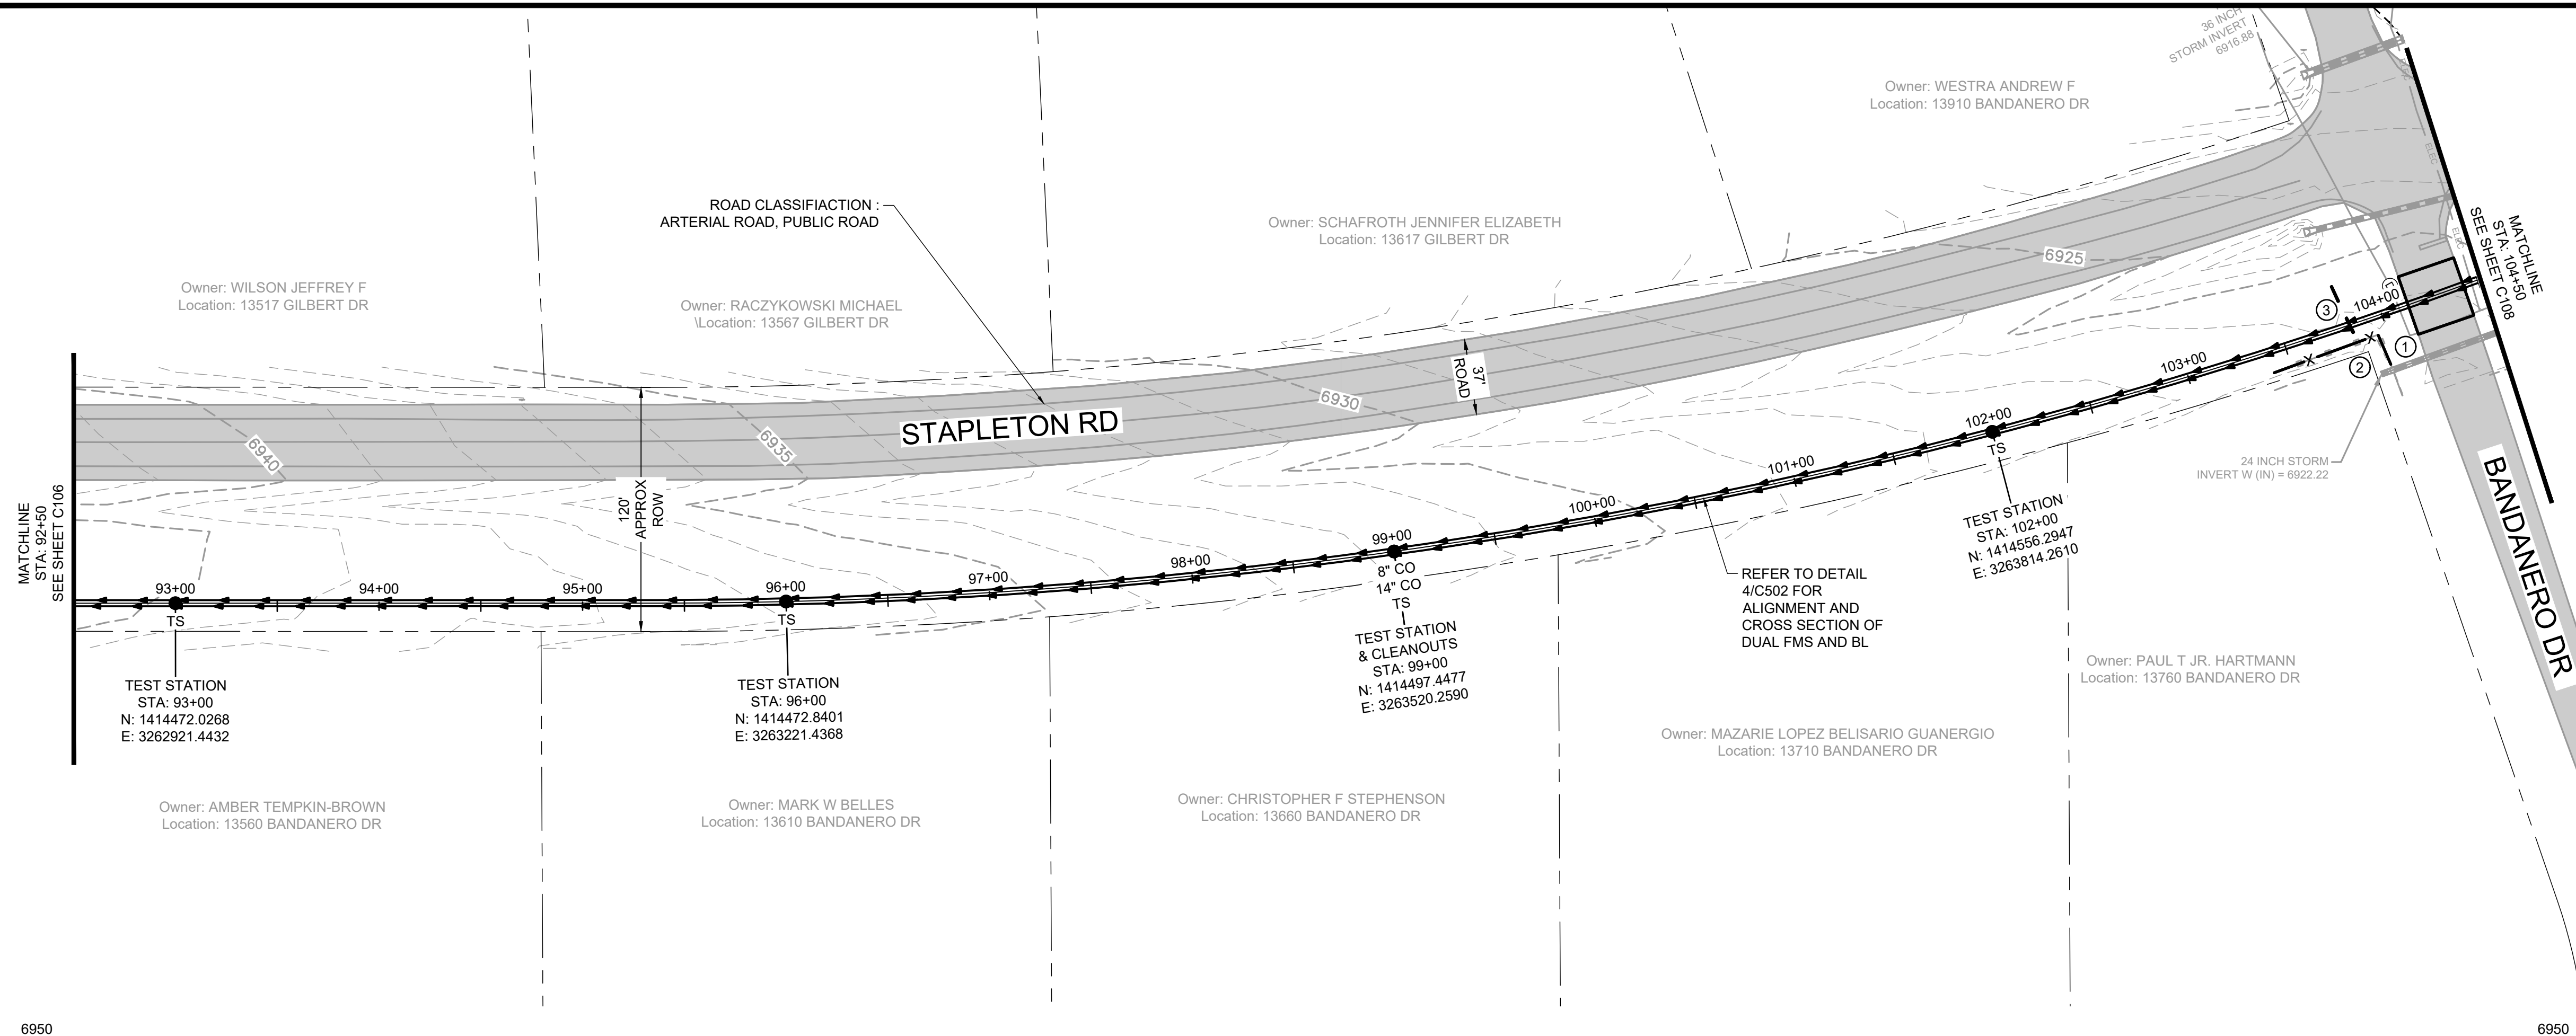 36 INCH
STORM INVERT
6916.88
Owner: WESTRA ANDREW F
Location: 13910 BANDANERO DR
ROAD CLASSIFIACTION :
ARTERIAL ROAD, PUBLIC ROAD
Owner: SCHAFROTH JENNIFER ELIZABETH
Location: 13617 GILBERT DR
Owner: WILSON JEFFREY F
Location: 13517 GILBERT DR
Owner: RACZYKOWSKI MICHAEL
\Location: 13567 GILBERT DR
ELEC
ELEC
MATCHLINE
STA: 104+50
SEE SHEET C108
6925
6930
6935
6940
37'
ROAD
STAPLETON RD
120'
APPROX
ROW
MATCHLINE
STA: 92+50
SEE SHEET C106
93+00
94+00
95+00
96+00
97+00
98+00
99+00
100+00
101+00
102+00
103+00
104+00
3
1
2
X
X
24 INCH STORM
INVERT W (IN) = 6922.22
BANDANERO DR
TS
TEST STATION
STA: 93+00
N: 1414472.0268
E: 3262921.4432
TS
TEST STATION
STA: 96+00
N: 1414472.8401
E: 3263221.4368
8" CO
14" CO
TS
TEST STATION
& CLEANOUTS
STA: 99+00
N: 1414497.4477
E: 3263520.2590
TS
TEST STATION
STA: 102+00
N: 1414556.2947
E: 3263814.2610
REFER TO DETAIL
4/C502 FOR
ALIGNMENT AND
CROSS SECTION OF
DUAL FMS AND BL
Owner: PAUL T JR. HARTMANN
Location: 13760 BANDANERO DR
Owner: MAZARIE LOPEZ BELISARIO GUANERGIO
Location: 13710 BANDANERO DR
Owner: AMBER TEMPKIN-BROWN
Location: 13560 BANDANERO DR
Owner: MARK W BELLES
Location: 13610 BANDANERO DR
Owner: CHRISTOPHER F STEPHENSON
Location: 13660 BANDANERO DR
6950
6950